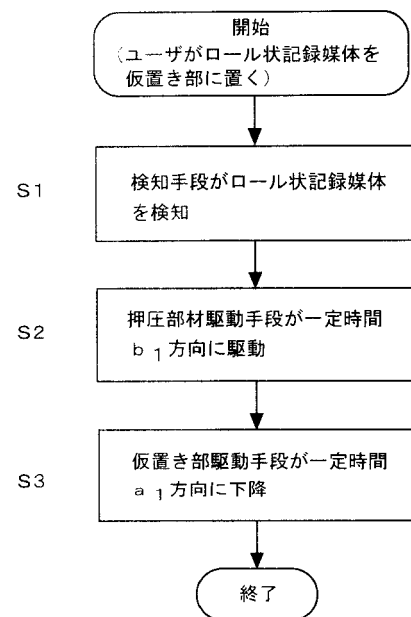 開始
(ユーザがロール状記録媒体を
仮置き部に置く)
S1
検知手段がロール状記録媒体
を検知
S2
押圧部材駆動手段が一定時間
b1方向に駆動
S3
仮置き部駆動手段が一定時間
a1方向に下降
終了